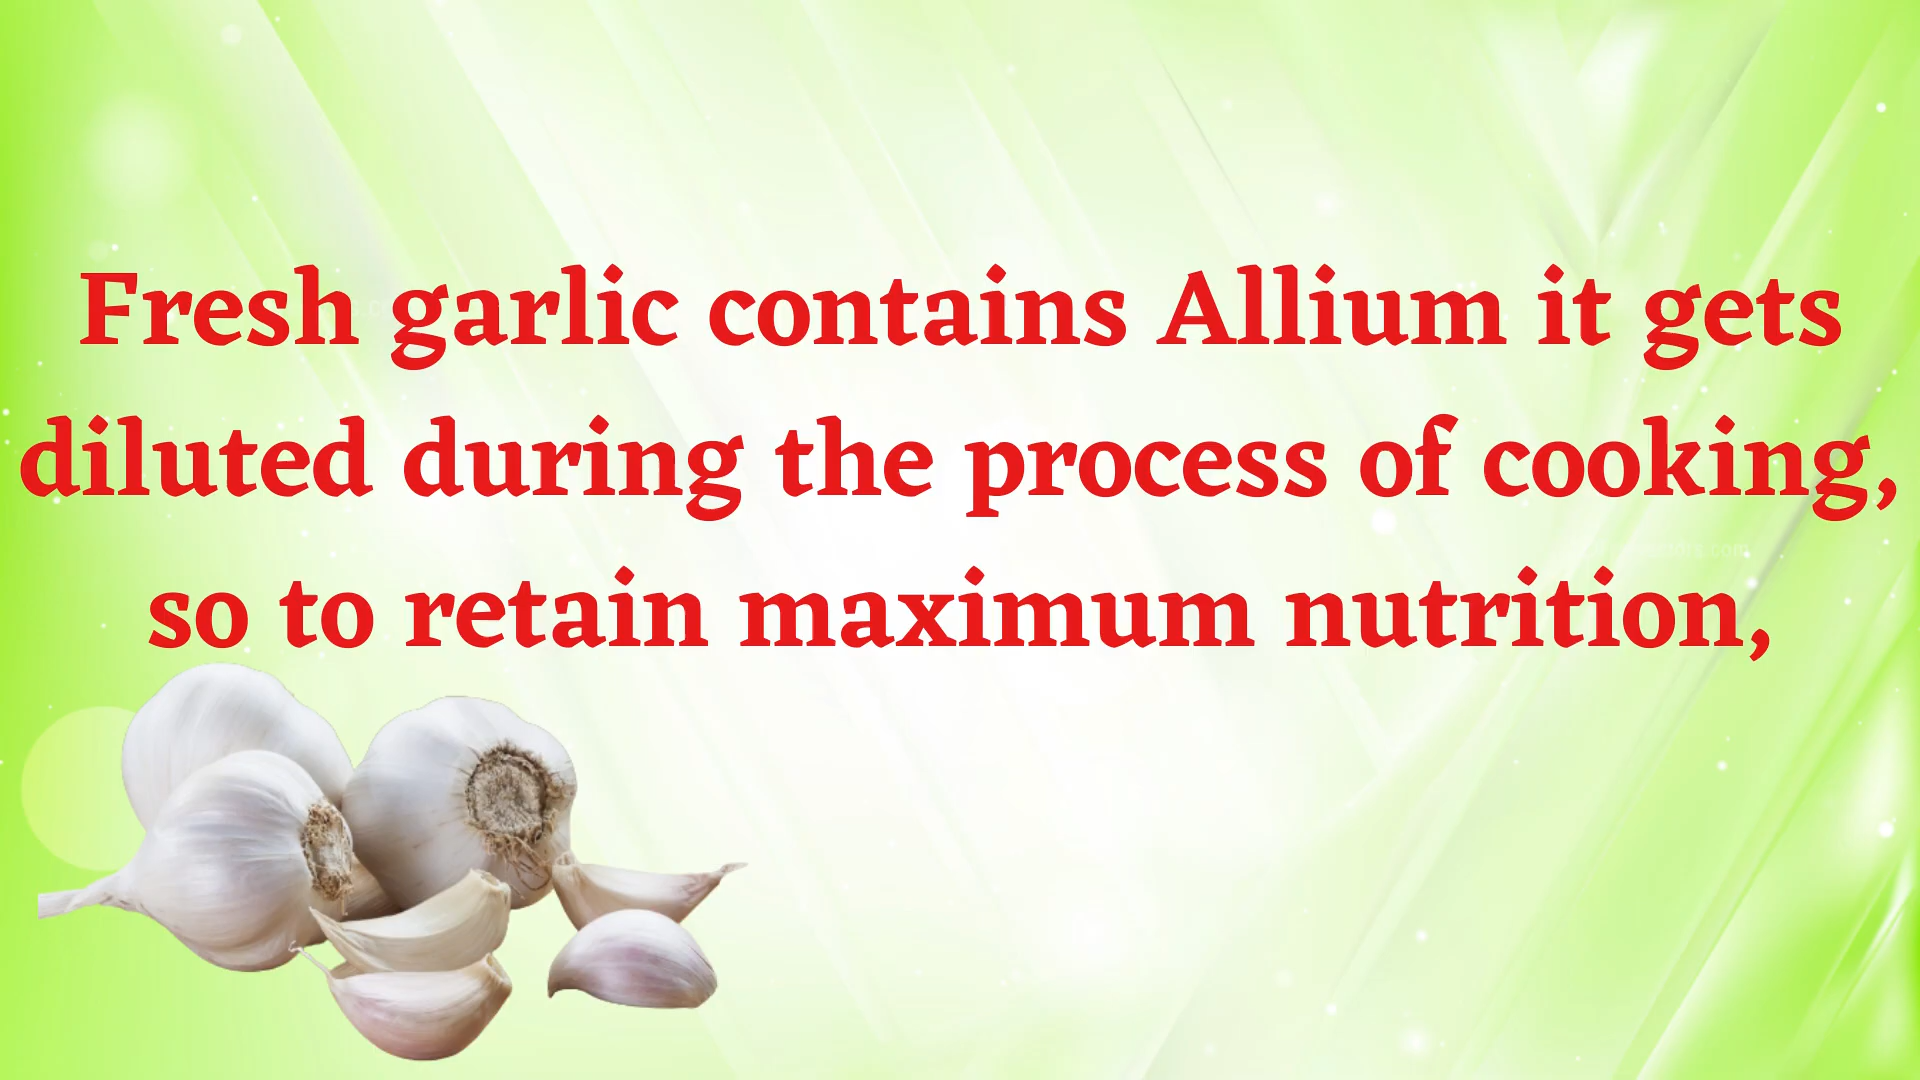 Fresh garlic contains Allium it gets
diluted during the process of cooking,
so to retain maximum nutrition,